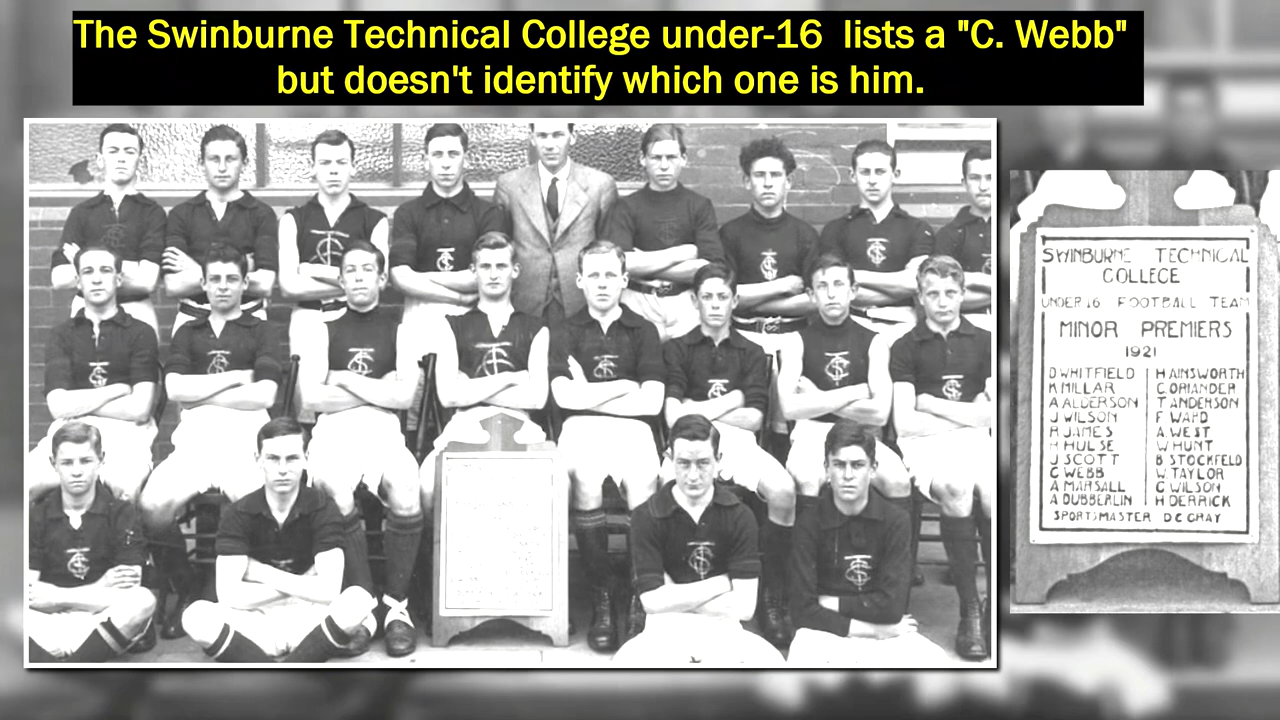 The Swinburne Technical College under-16 lists a "C. Webb"
but doesn't identify which one is him.
SWINBURNE TECHNICAL
COLLEGE
UNDER 16 FOOTBALL TEAM
MINOR PREMIERS
1921
D WHITFIELD H AINSWORTH
K MILLAR C ORIANDER
A ALDERSON T ANDERSON
J WILSON F WARD
R JAMES A WEST
H HULSE W HUNT
J SCOTT B STOCKFELD
C WEBB W. TAYLOR
A MARSALL G WILSON
A DUBBERLIN H DERRICK
SPORTSMASTER D C GRAY